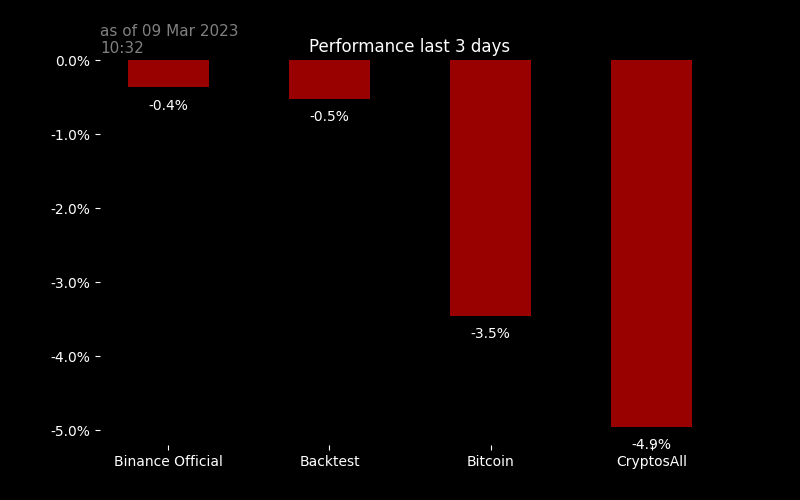 as of 09 Mar 2023
10:32
Performance last 3 days
0.0%
-1.0%
-2.0%
-3.0%
-4.0%
-5.0%
-0.4%
-0.5%
-3.5%
-4.9%
Binance Official
Backtest
Bitcoin
CryptosAll